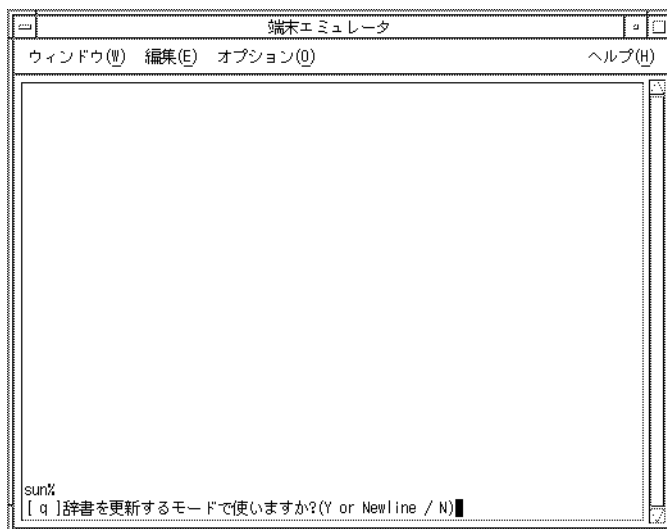 端末エミュレータ
ウィンドウ(W) 編集(E) オプション(O) ヘルプ(H)
sun%
[ q ]辞書を更新するモードで使いますか?(Y or Newline / N)